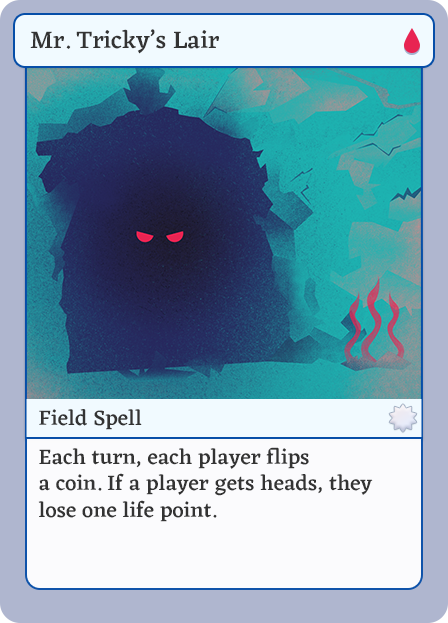 Mr. Tricky’s Lair
Field Spell
Each turn, each player flips
a coin. If a player gets heads, they
lose one life point.